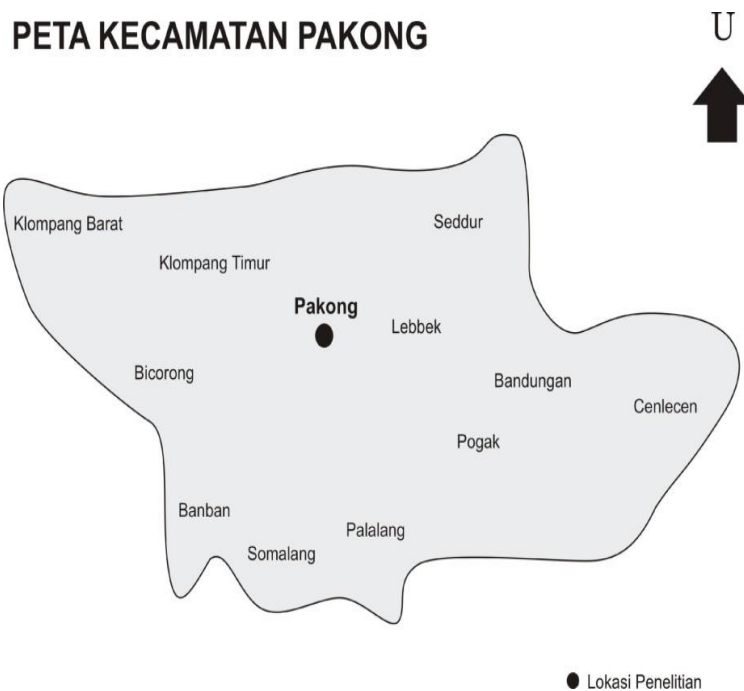 PETA KECAMATAN PAKONG
U
Klompang Barat
Seddur
Klompang Timur
Pakong
Lebbek
Bicorong
Bandungan
Cenlecen
Pogak
Banban
Palalang
Somalang
Lokasi Penelitian